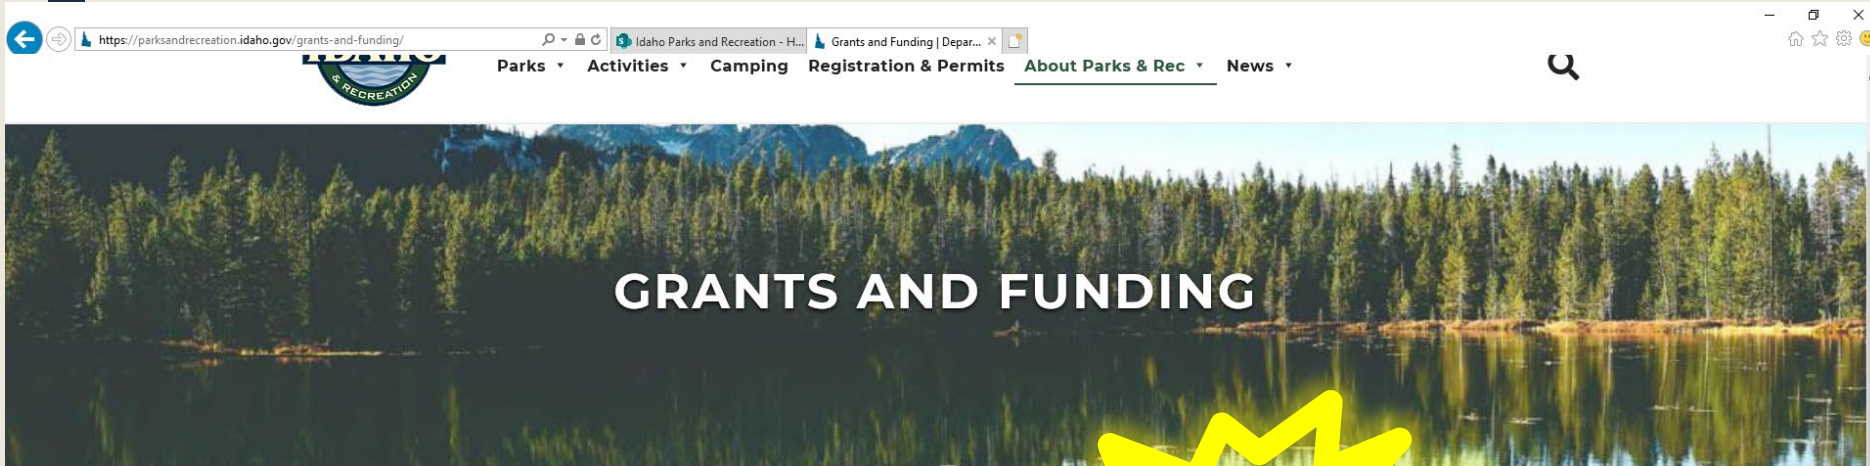 https://parksandrecreation.idaho.gov/grants-and-funding/
Idaho Parks and Recreation - H...
Grants and Funding | Depar...
IDAHO
& RECREATION
Parks
Activities
Camping
Registration & Permits
About Parks & Rec
News
GRANTS AND FUNDING